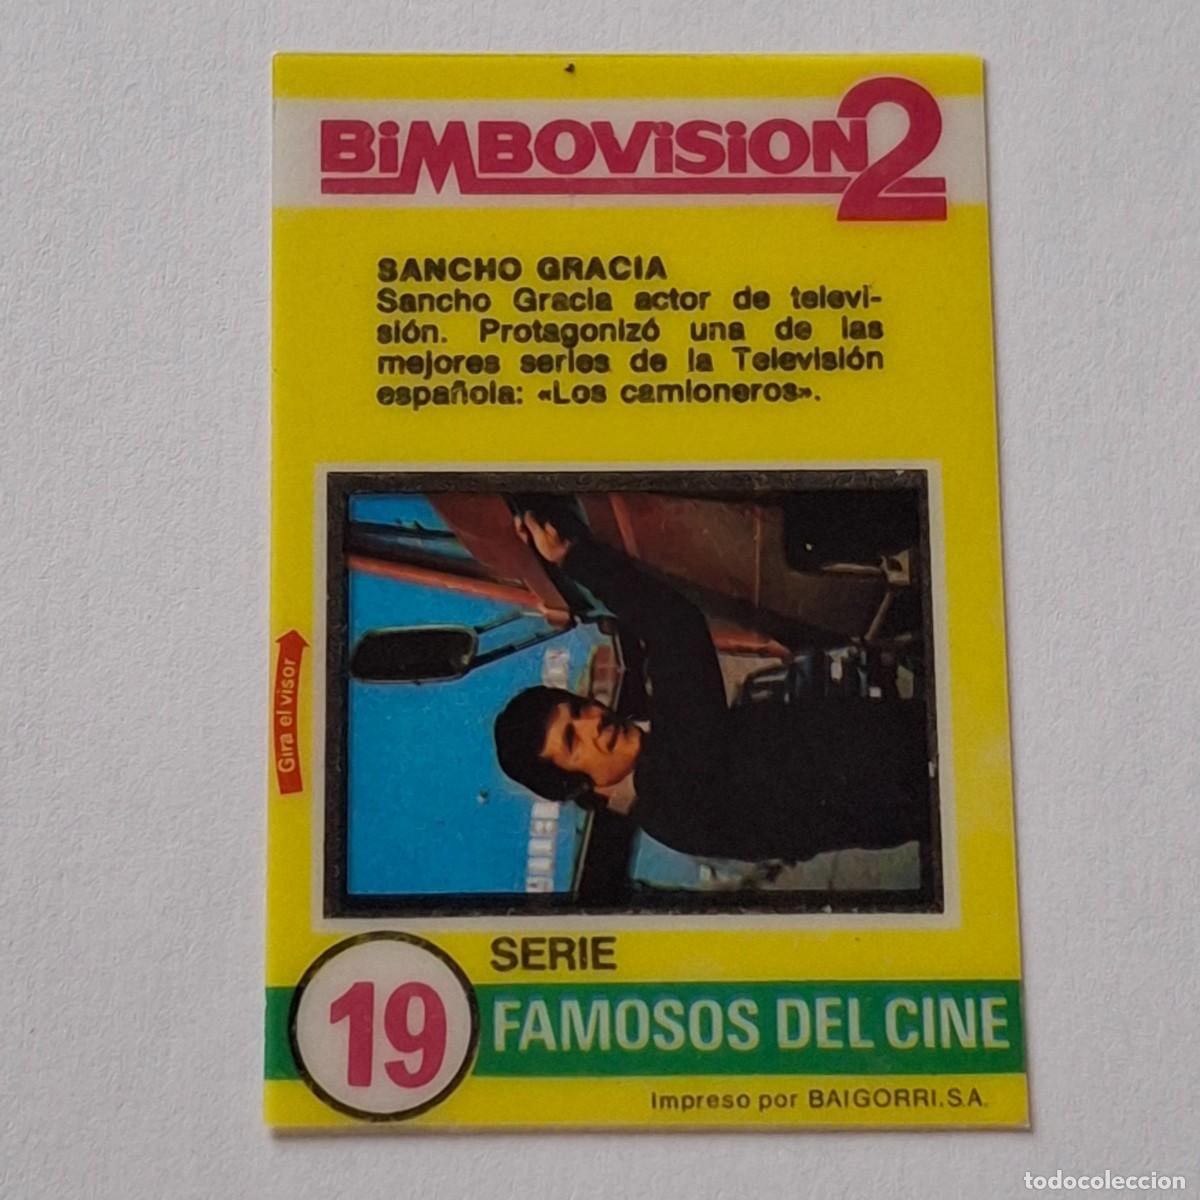 BiMBOViSiON2
SANCHO GRACIA
Sancho Gracia actor de televi-
sión. Protagonizó una de las
mejores series de la Televisión
española: «Los camioneros».
Gira el visor
SERIE
19 FAMOSOS DEL CINE
Impreso por BAIGORRI.S.A.
todocoleccion